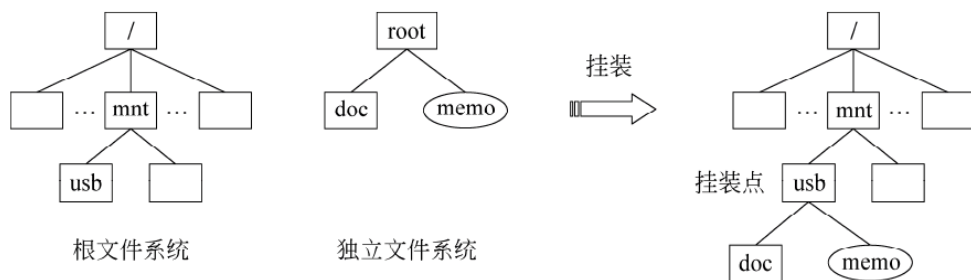 /
root
/
挂装
doc
memo
… mnt …
… mnt …
usb
挂装点
usb
根文件系统
独立文件系统
doc
memo